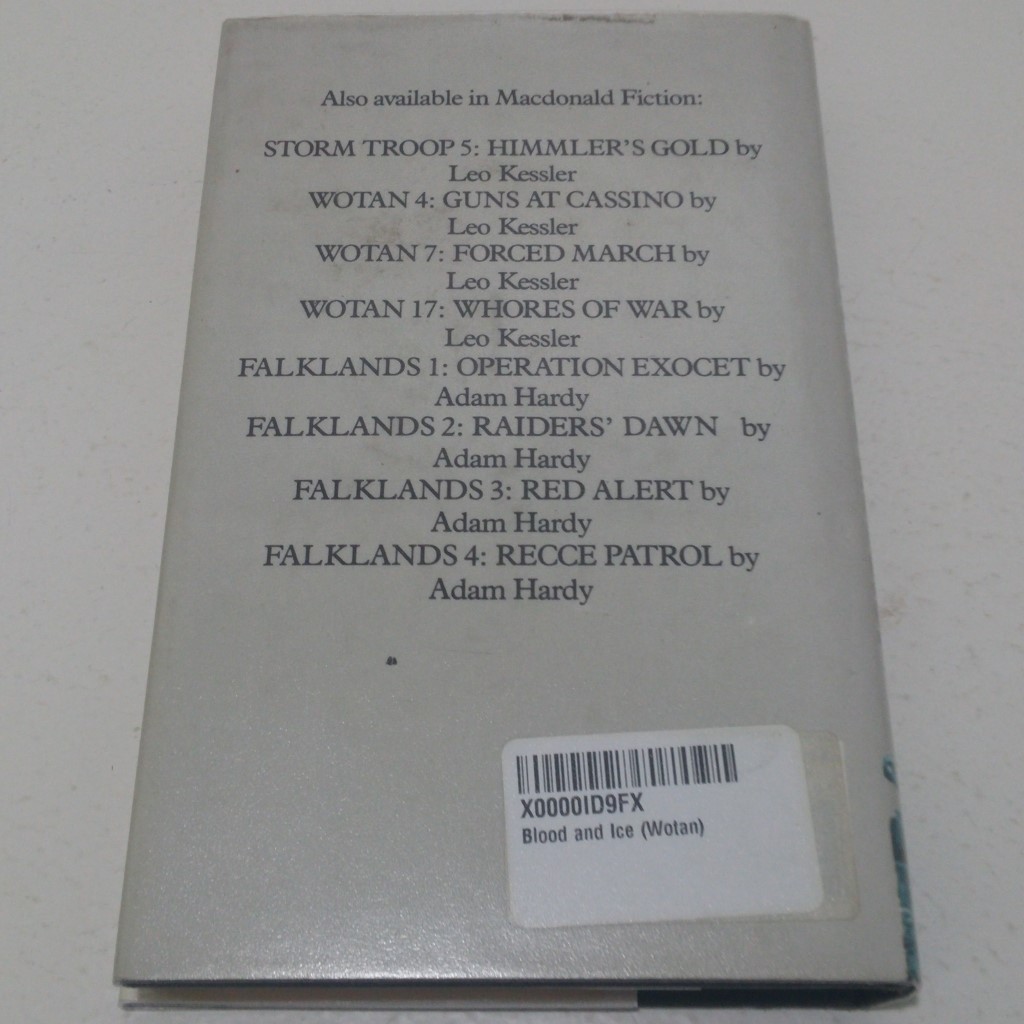 Also available in Macdonald Fiction:
STORM TROOP 5: HIMMLER'S GOLD by
Leo Kessler
WOTAN 4: GUNS AT CASSINO by
Leo Kessler
WOTAN 7: FORCED MARCH by
Leo Kessler
WOTAN 17: WHORES OF WAR by
Leo Kessler
FALKLANDS 1: OPERATION EXOCET by
Adam Hardy
FALKLANDS 2: RAIDERS' DAWN by
Adam Hardy
FALKLANDS 3: RED ALERT by
Adam Hardy
FALKLANDS 4: RECCE PATROL by
Adam Hardy
X0000ID9FX
Blood and Ice (Wotan)